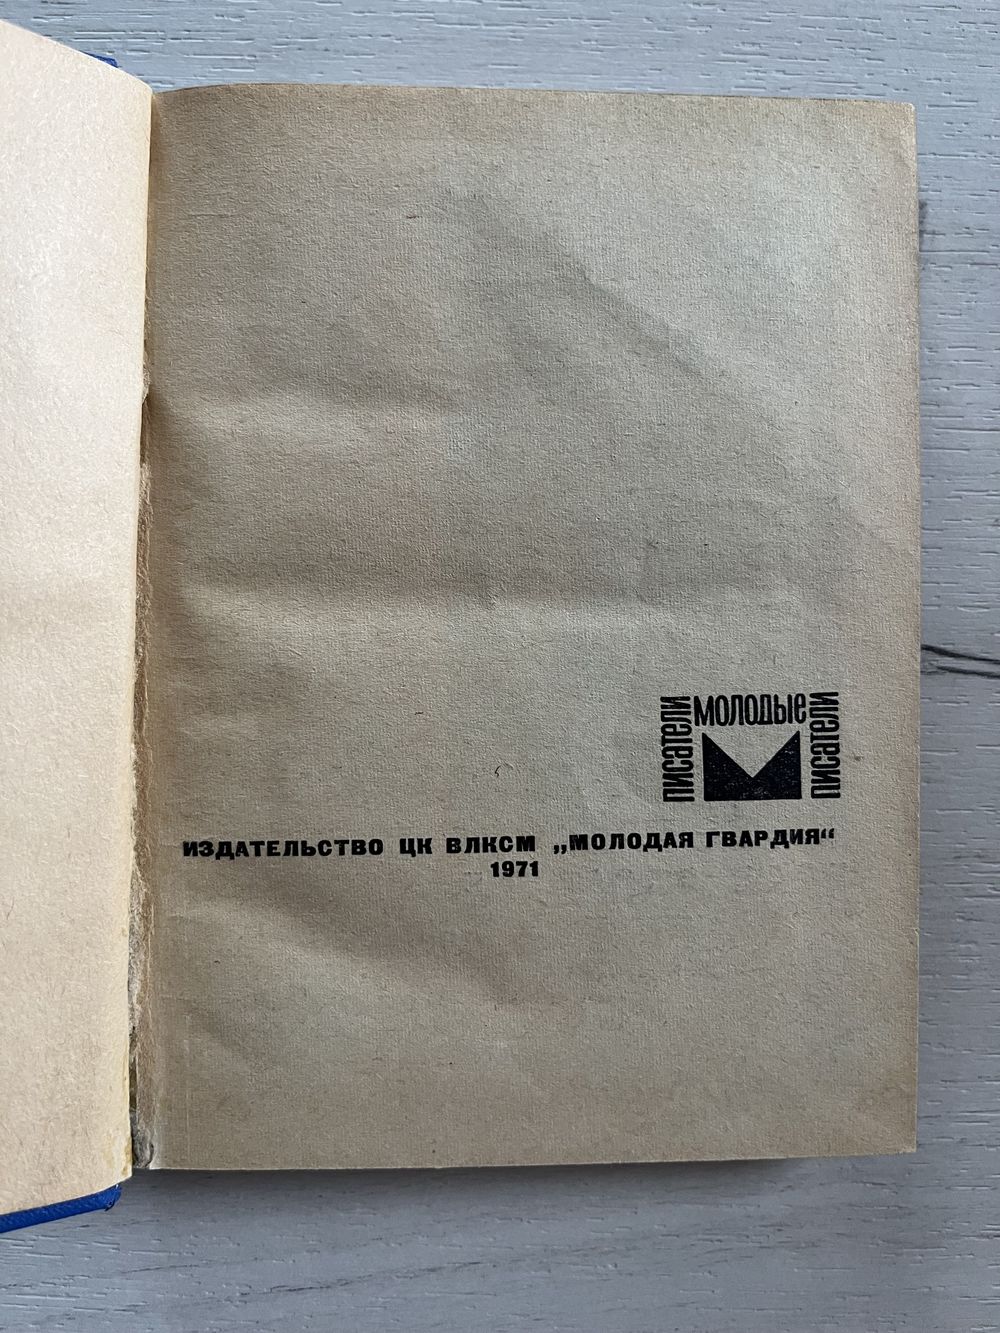 писатели
молодые
писатели
ИЗДАТЕЛЬСТВО ЦК ВЛКСМ „МОЛОДАЯ ГВАРДИЯ“
1971